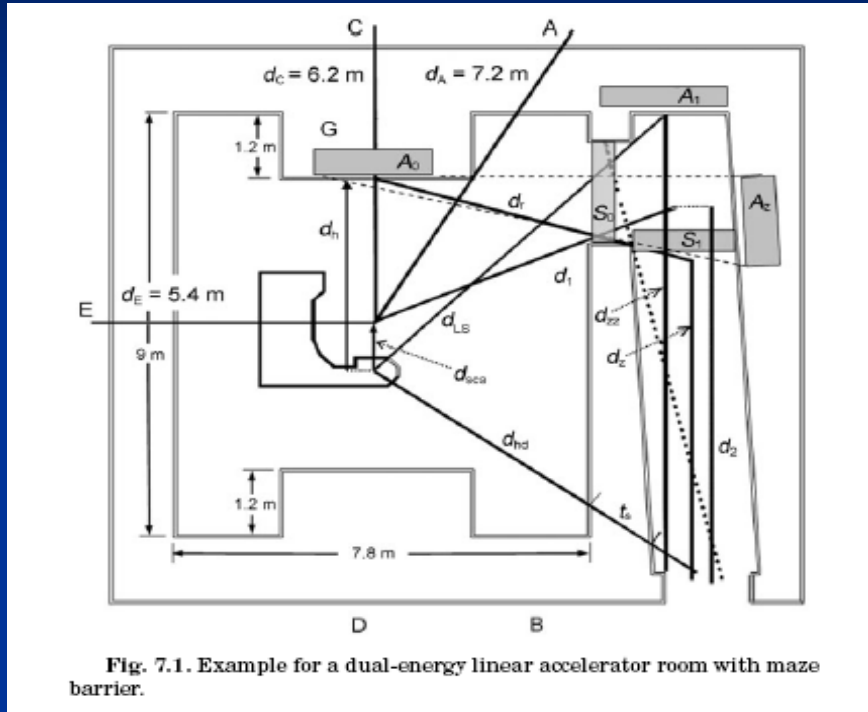 C
A
d_C = 6.2 m
d_A = 7.2 m
A_1
G
1.2 m
A_0
d_r
S_0
A_z
d_h
S_1
d_1
d_E = 5.4 m
E
d_LS
d_zz
9 m
d_z
d_sca
d_hd
d_2
1.2 m
t_s
7.8 m
D
B
Fig. 7.1. Example for a dual-energy linear accelerator room with maze
barrier.